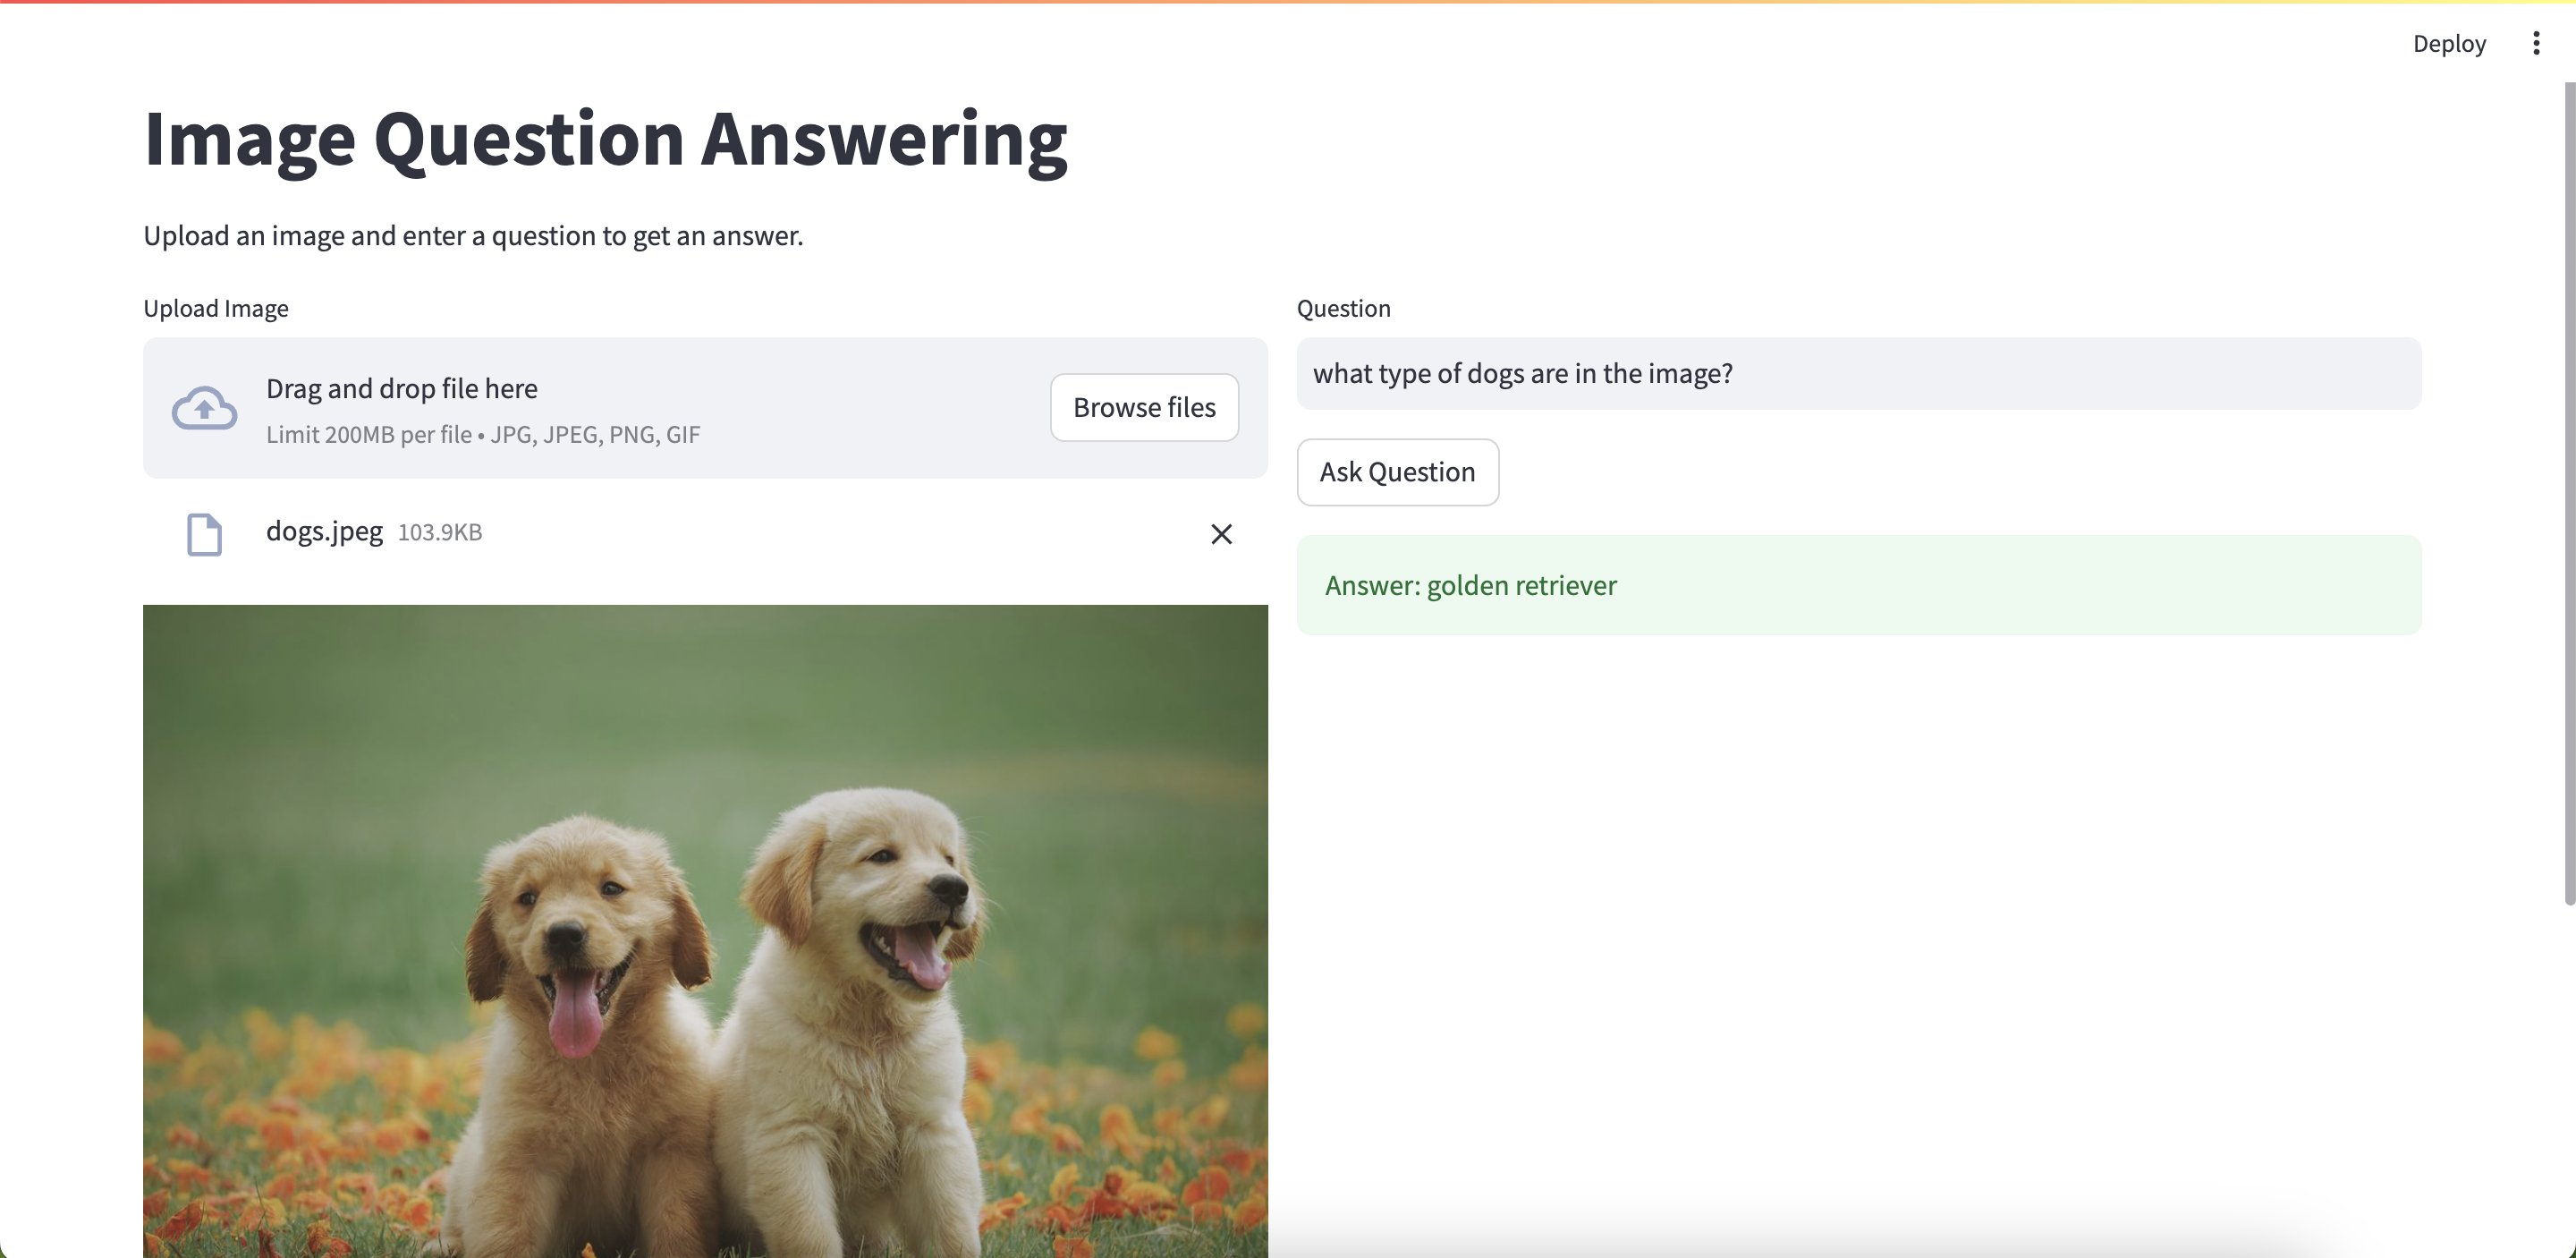 Deploy
Image Question Answering
Upload an image and enter a question to get an answer.
Upload Image
Drag and drop file here
Limit 200MB per file • JPG, JPEG, PNG, GIF
Browse files
dogs.jpeg 103.9KB
Question
what type of dogs are in the image?
Ask Question
Answer: golden retriever